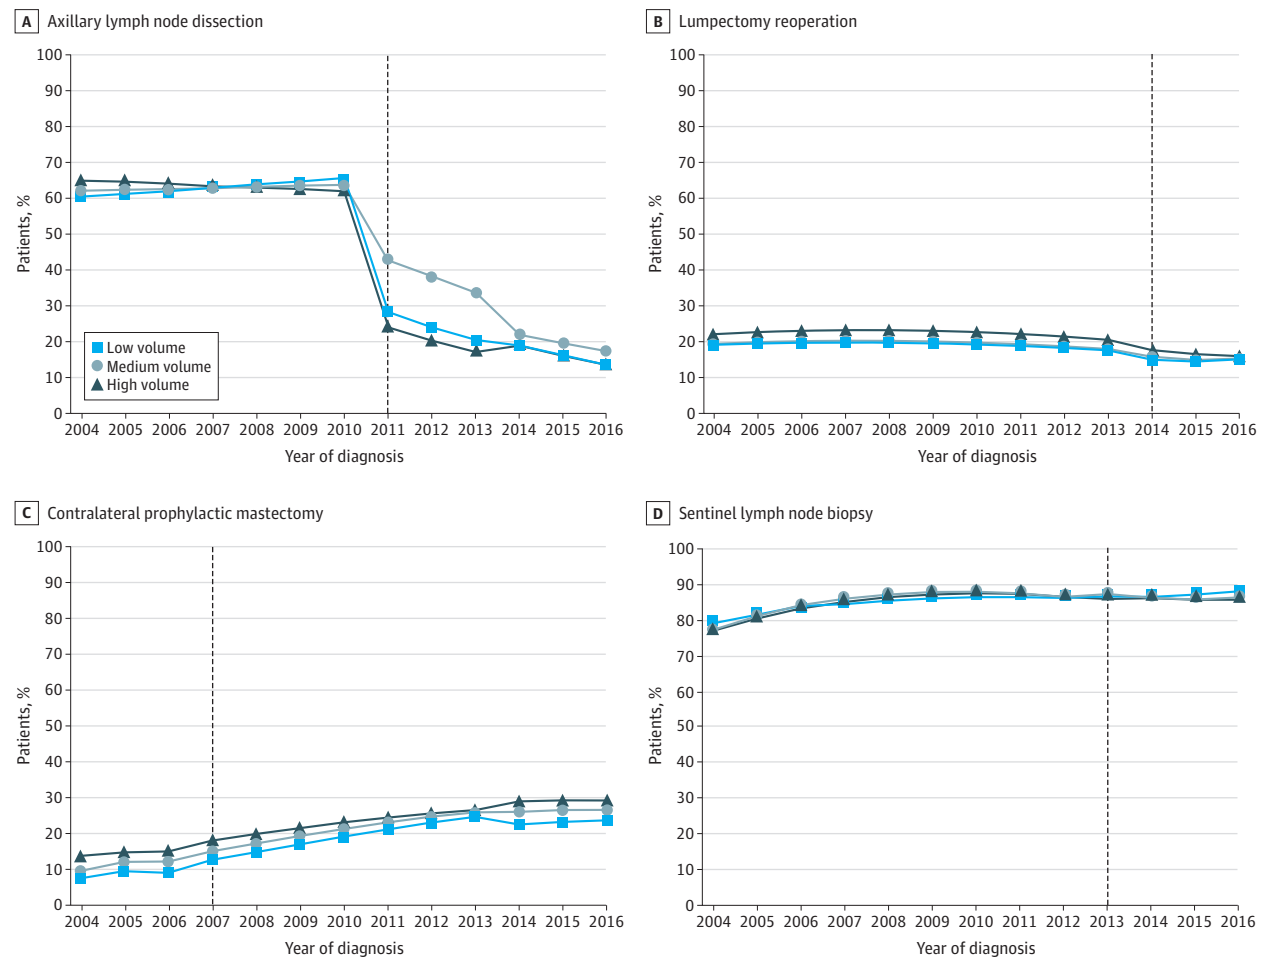 A Axillary lymph node dissection
100
90
80
70
60
50
40
30
20
10
0
Patients, %
Low volume
Medium volume
High volume
2004 2005 2006 2007 2008 2009 2010 2011 2012 2013 2014 2015 2016
Year of diagnosis
B Lumpectomy reoperation
100
90
80
70
60
50
40
30
20
10
0
Patients, %
2004 2005 2006 2007 2008 2009 2010 2011 2012 2013 2014 2015 2016
Year of diagnosis
C Contralateral prophylactic mastectomy
100
90
80
70
60
50
40
30
20
10
0
Patients, %
2004 2005 2006 2007 2008 2009 2010 2011 2012 2013 2014 2015 2016
Year of diagnosis
D Sentinel lymph node biopsy
100
90
80
70
60
50
40
30
20
10
0
Patients, %
2004 2005 2006 2007 2008 2009 2010 2011 2012 2013 2014 2015 2016
Year of diagnosis